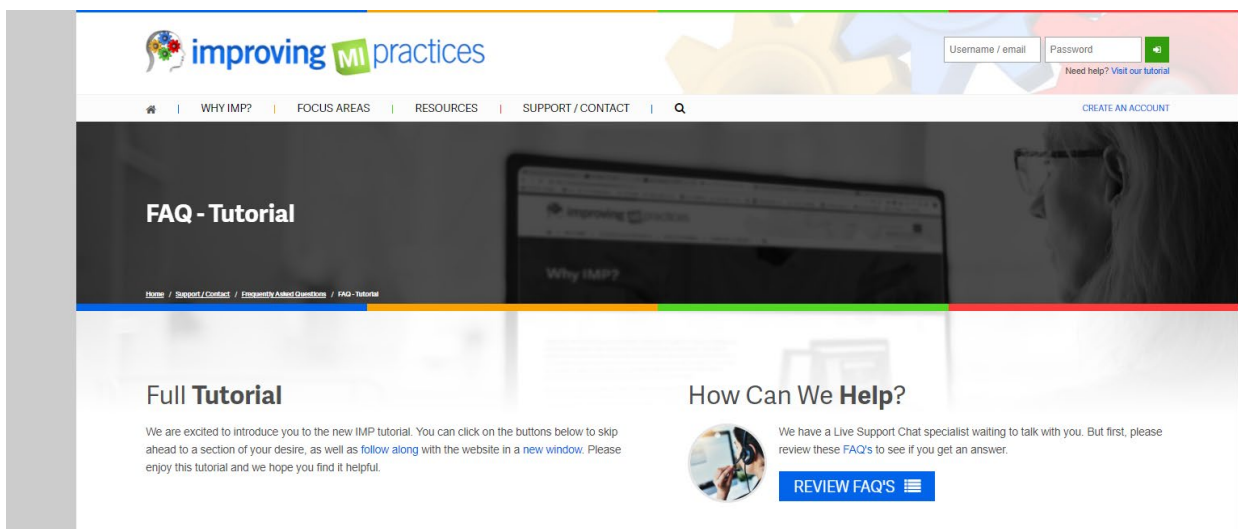 improving MI practices
Username / email
Password
Need help? Visit our tutorial
WHY IMP?
FOCUS AREAS
RESOURCES
SUPPORT / CONTACT
CREATE AN ACCOUNT
improving MI practices
Why IMP?
FAQ - Tutorial
Home / Support / Contact / Frequently Asked Questions / FAQ - Tutorial
Full Tutorial
We are excited to introduce you to the new IMP tutorial. You can click on the buttons below to skip
ahead to a section of your desire, as well as follow along with the website in a new window. Please
enjoy this tutorial and we hope you find it helpful.
How Can We Help?
We have a Live Support Chat specialist waiting to talk with you. But first, please
review these FAQ's to see if you get an answer.
REVIEW FAQ'S